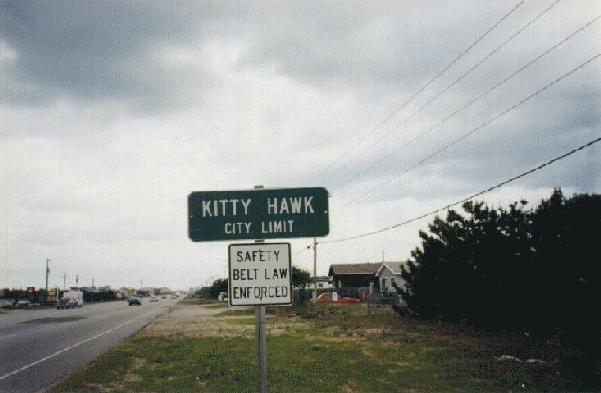 KITTY HAWK
CITY LIMIT
SAFETY
BELT LAW
ENFORCED